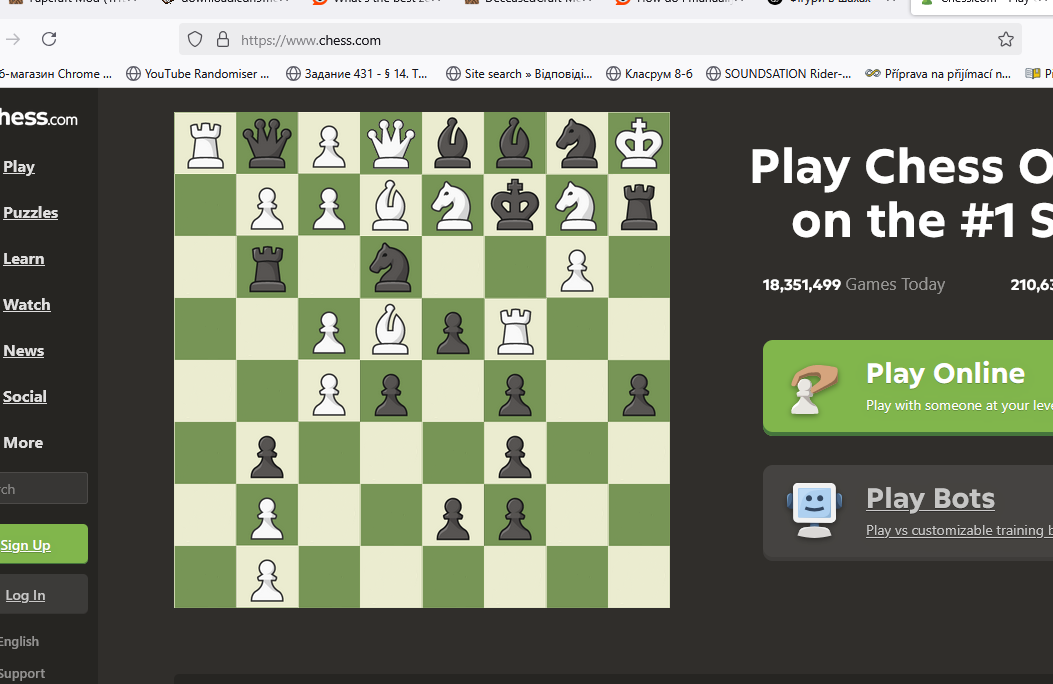 https://www.chess.com
б-магазин Chrome ...
YouTube Randomiser ...
Задание 431 - § 14. Т...
Site search » Відповіді...
Класрум 8-б
SOUNDSATION Rider-...
Příprava na přijímací n...
hess.com
Play
Puzzles
Learn
Watch
News
Social
More
rch
Sign Up
Log In
English
Support
Play Chess O
on the #1 S
18,351,499 Games Today
210,63
Play Online
Play with someone at your leve
Play Bots
Play vs customizable training b